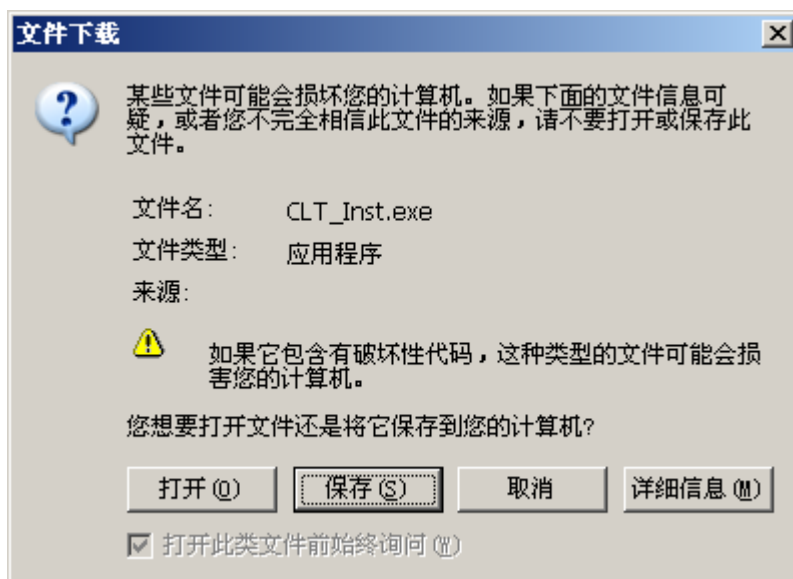 文件下载
某些文件可能会损坏您的计算机。如果下面的文件信息可
疑，或者您不完全相信此文件的来源，请不要打开或保存此
文件。
文件名: CLT_Inst.exe
文件类型: 应用程序
来源:
如果它包含有破坏性代码，这种类型的文件可能会损
害您的计算机。
您想要打开文件还是将它保存到您的计算机?
打开(O) 保存(S) 取消 详细信息(M)
打开此类文件前始终询问(W)